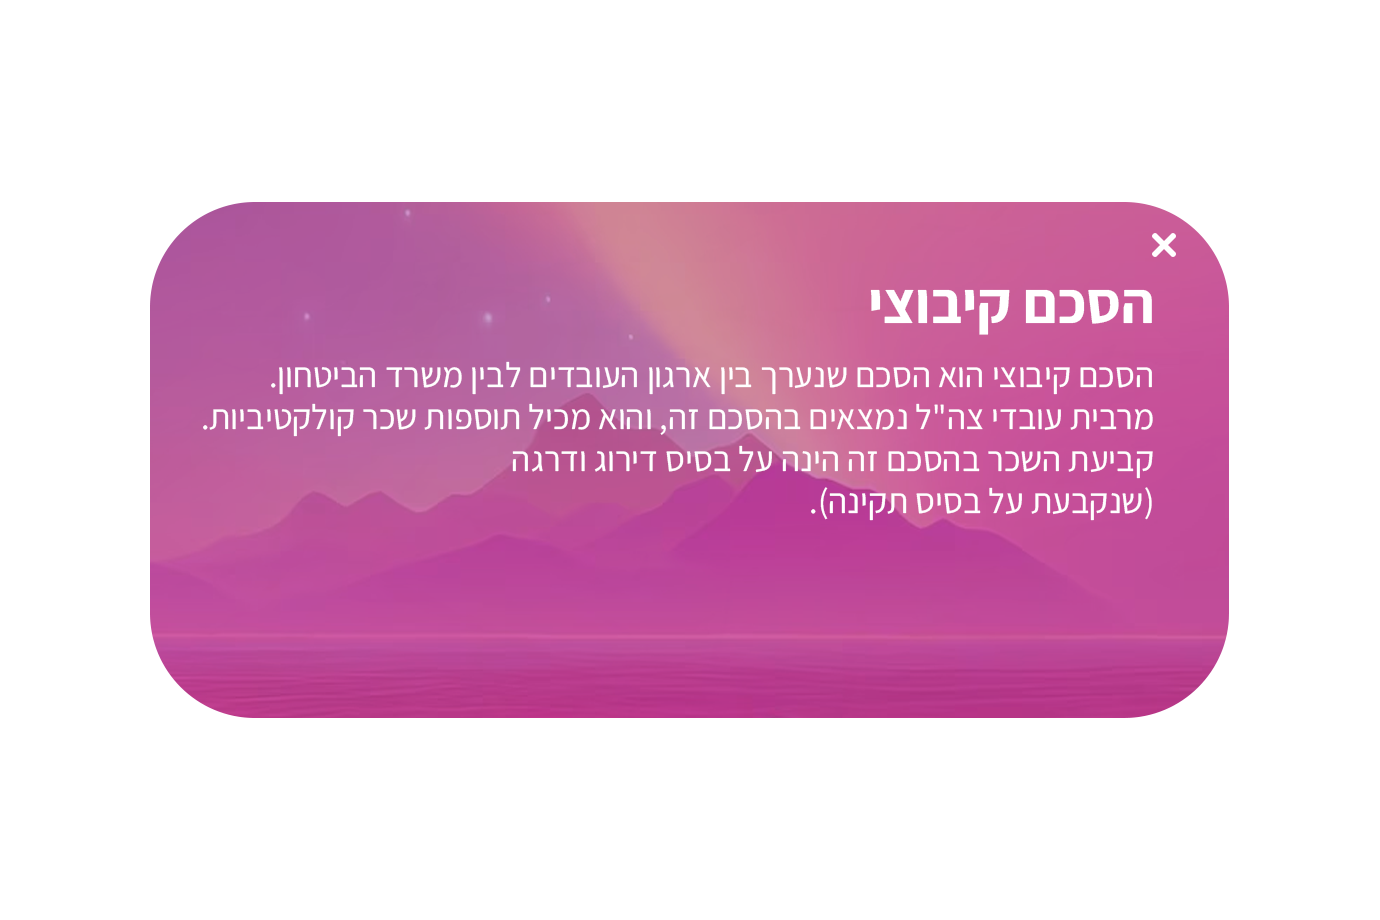 הסכם קיבוצי
הסכם קיבוצי הוא הסכם שנערך בין ארגון העובדים לבין משרד הביטחון.
מרבית עובדי צה"ל נמצאים בהסכם זה, והוא מכיל תוספות שכר קולקטיביות.
קביעת השכר בהסכם זה הינה על בסיס דירוג ודרגה
(שנקבעת על בסיס תקינה).